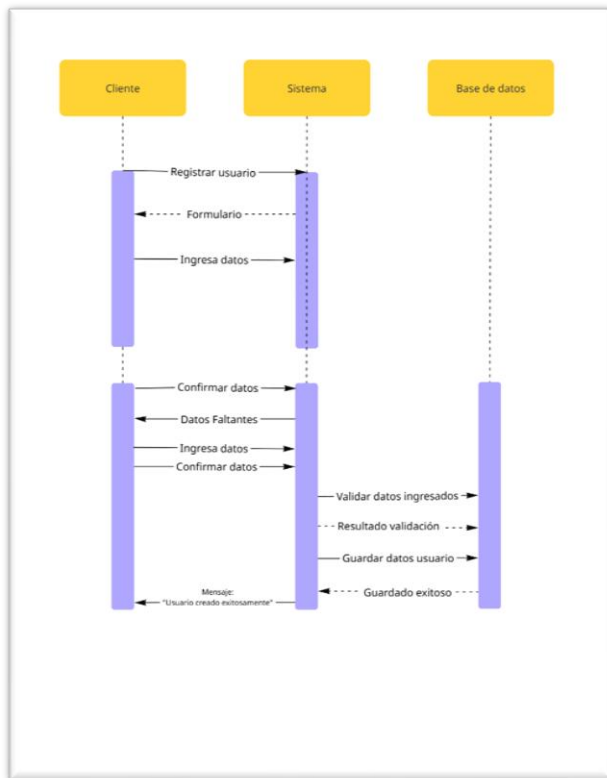 Cliente
Sistema
Base de datos
Registrar usuario
Formulario
Ingresa datos
Confirmar datos
Datos Faltantes
Ingresa datos
Confirmar datos
Validar datos ingresados
Resultado validación
Guardar datos usuario
Guardado exitoso
Mensaje:
"Usuario creado exitosamente"